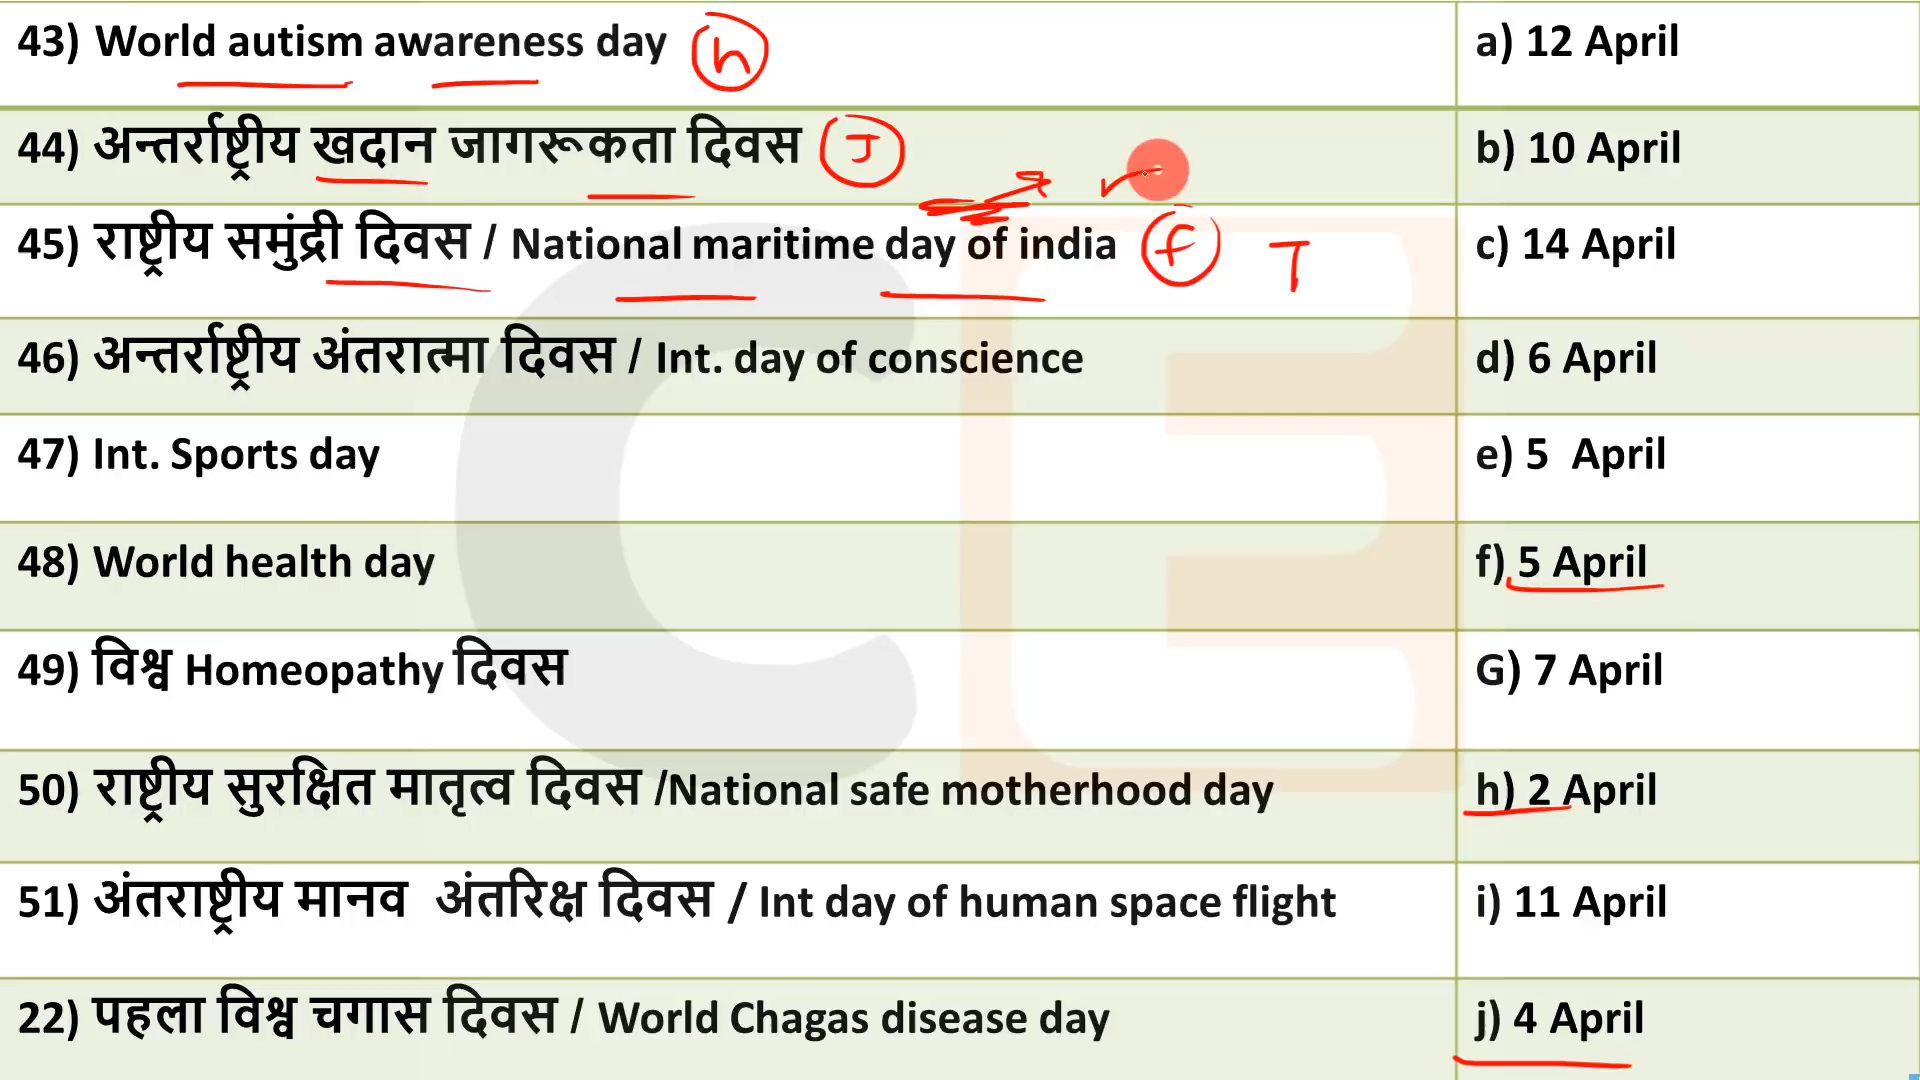 43) World autism awareness day h a) 12 April
44) अन्तर्राष्ट्रीय खदान जागरूकता दिवस J b) 10 April
45) राष्ट्रीय समुंद्री दिवस / National maritime day of india f T c) 14 April
46) अन्तर्राष्ट्रीय अंतरात्मा दिवस / Int. day of conscience d) 6 April
47) Int. Sports day e) 5 April
48) World health day f) 5 April
49) विश्व Homeopathy दिवस G) 7 April
50) राष्ट्रीय सुरक्षित मातृत्व दिवस /National safe motherhood day h) 2 April
51) अंतराष्ट्रीय मानव अंतरिक्ष दिवस / Int day of human space flight i) 11 April
22) पहला विश्व चगास दिवस / World Chagas disease day j) 4 April
CE